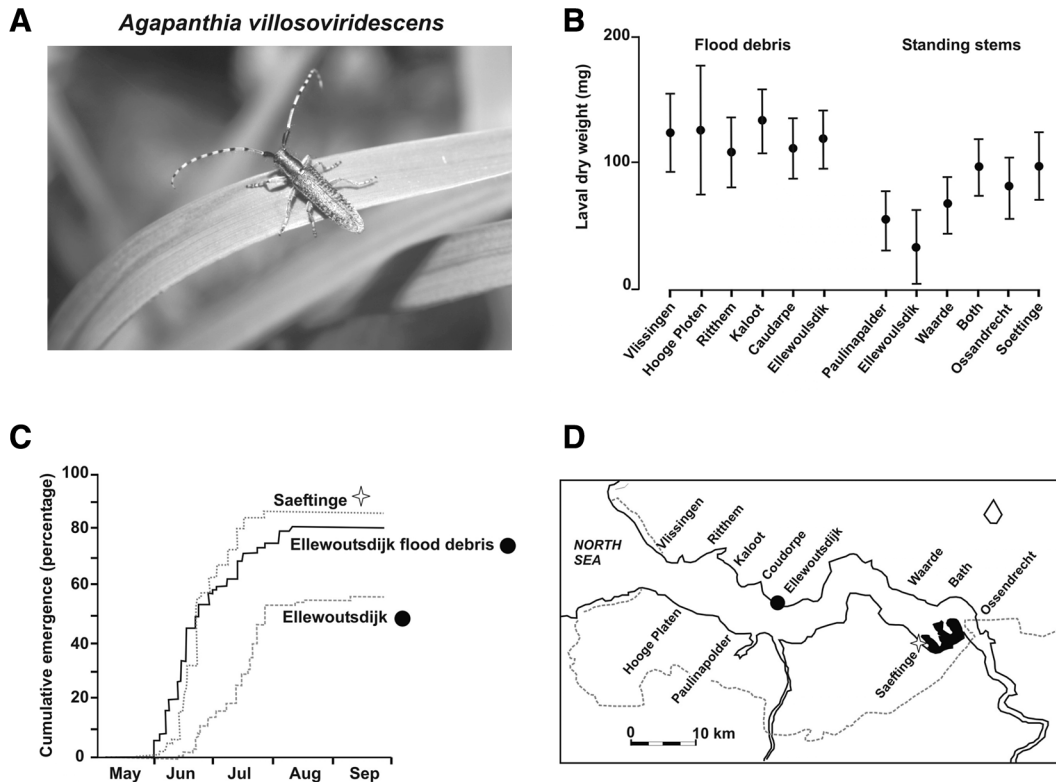 A
Agapanthia villosoviridescens
B
200
100
0
Laval dry weight (mg)
Flood debris
Standing stems
Vlissingen
Hooge Ploten
Ritthem
Kaloot
Caudarpe
Ellewoulsdik
Paulinapalder
Ellewoulsdik
Waarde
Both
Ossandrecht
Soettinge
C
Cumulative emergence (percentage)
100
80
60
40
20
0
Saeftinge
Ellewoutsdijk flood debris
Ellewoutsdijk
May Jun Jul Aug Sep
D
NORTH
SEA
Vlissingen
Ritthem
Kaloot
Coudorpe
Ellewoutsdijk
Waarde
Bath
Ossendrecht
Hooge Platen
Paulinapolder
Saeftinge
0 10 km